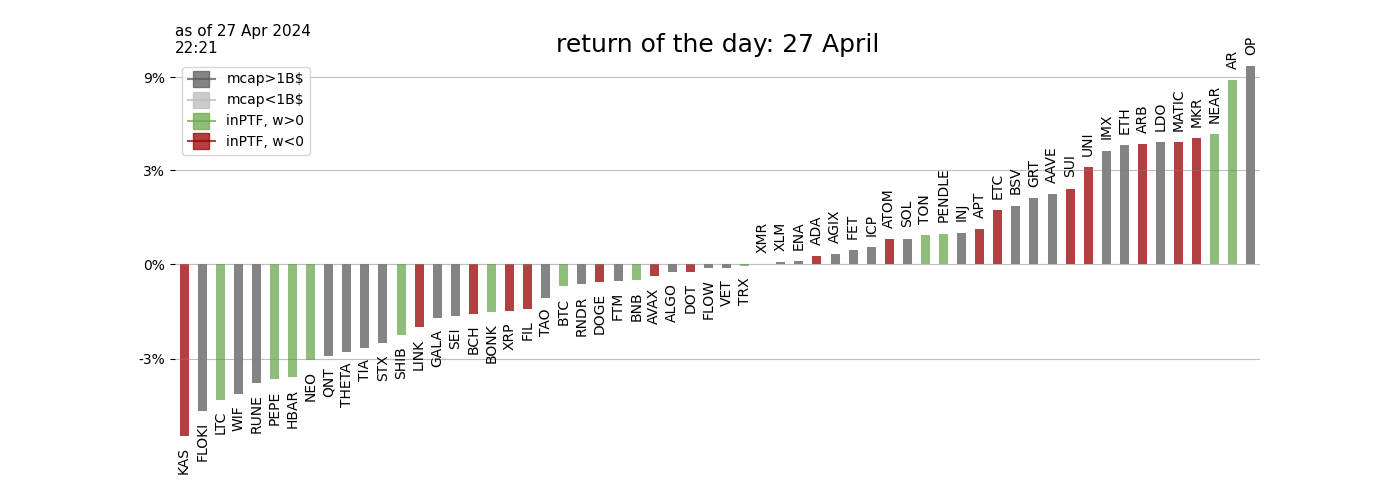 as of 27 Apr 2024
22:21
return of the day: 27 April
mcap>1B$
mcap<1B$
inPTF, w>0
inPTF, w<0
9%
3%
0%
-3%
KAS
FLOKI
LTC
WIF
RUNE
PEPE
HBAR
NEO
QNT
THETA
TIA
STX
SHIB
LINK
GALA
SEI
BCH
BONK
XRP
FIL
TAO
BTC
RNDR
DOGE
FTM
BNB
AVAX
ALGO
DOT
FLOW
VET
TRX
XMR
XLM
ENA
ADA
AGIX
FET
ICP
ATOM
SOL
TON
PENDLE
INJ
APT
ETC
BSV
GRT
AAVE
SUI
UNI
IMX
ETH
ARB
LDO
MATIC
MKR
NEAR
AR
OP